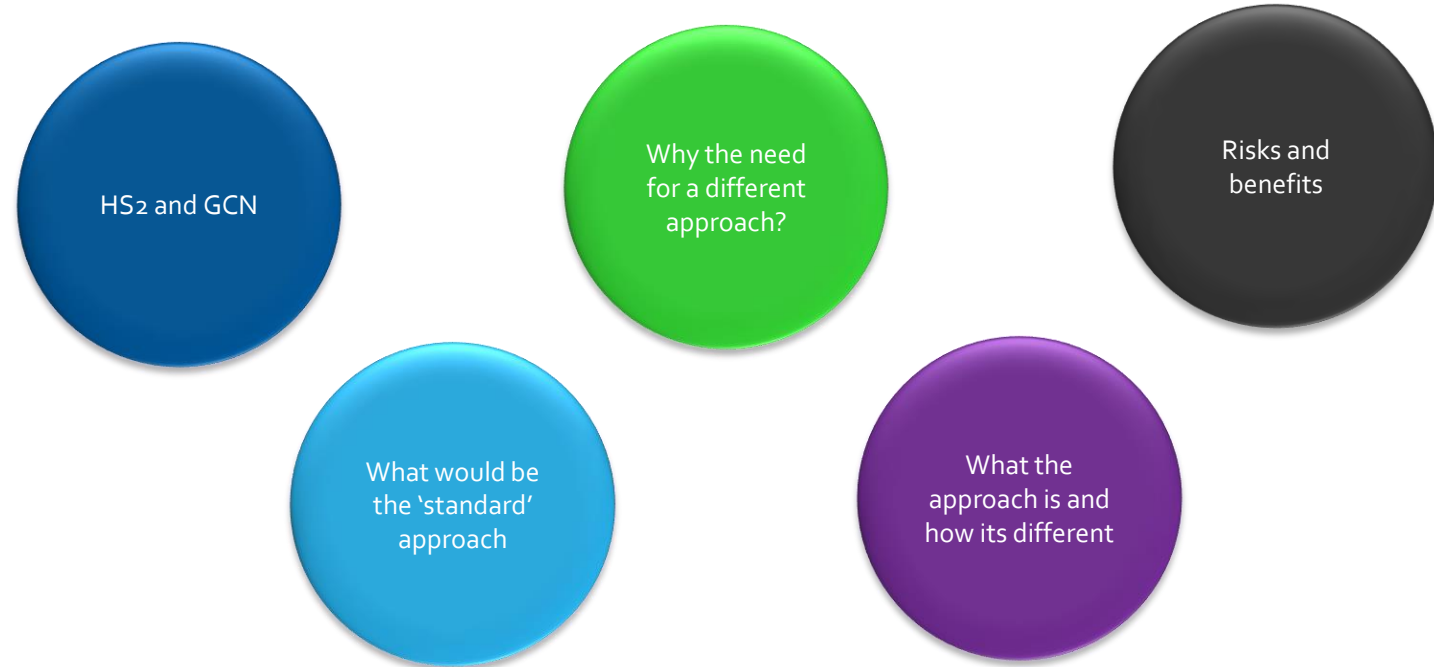 HS2 and GCN
What would be
the ‘standard’
approach
Why the need
for a different
approach?
What the
approach is and
how its different
Risks and
benefits